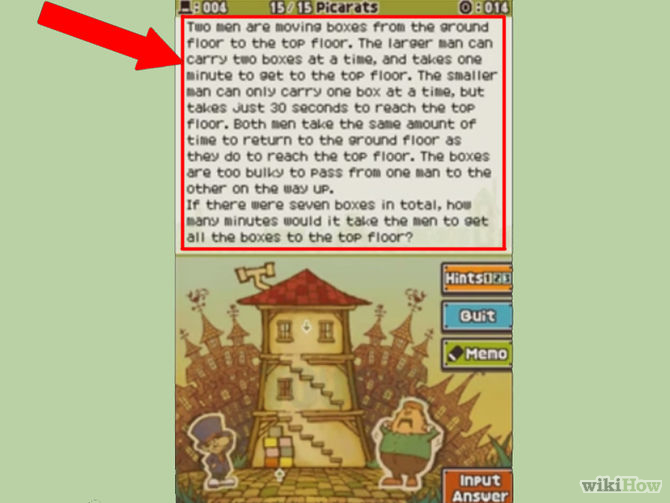 :004 15/15 Picarats :014
Two men are moving boxes from the ground
floor to the top floor. The larger man can
carry two boxes at a time, and takes one
minute to get to the top floor. The smaller
man can only carry one box at a time, but
takes just 30 seconds to reach the top
floor. Both men take the same amount of
time to return to the ground floor as
they do to reach the top floor. The boxes
are too bulky to pass from one man to the
other on the way up.
If there were seven boxes in total, how
many minutes would it take the men to get
all the boxes to the top floor?
Hints 1 2 3
Quit
Memo
Input
Answer
wikiHow